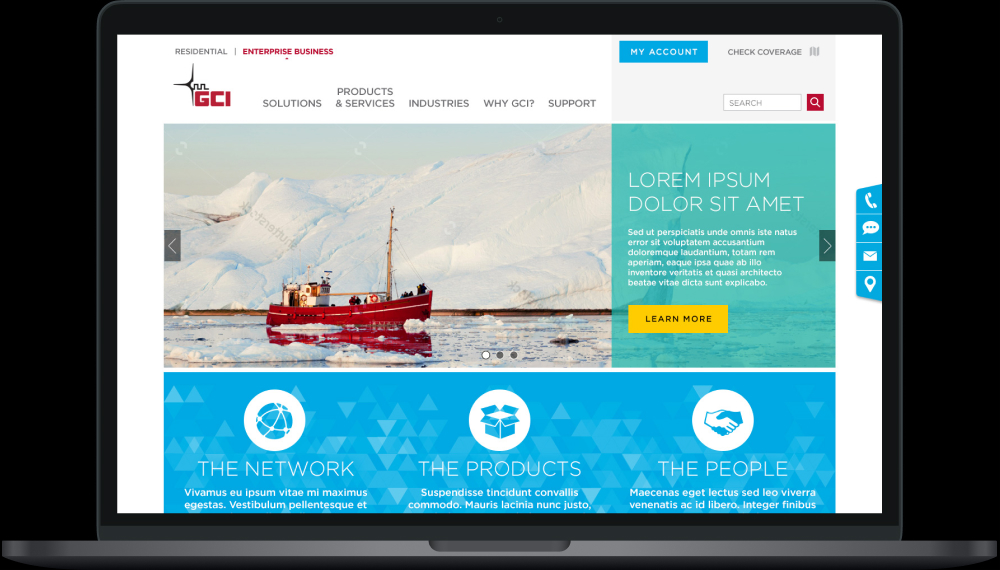 RESIDENTIAL | ENTERPRISE BUSINESS
MY ACCOUNT
CHECK COVERAGE
GCI
SOLUTIONS
PRODUCTS
& SERVICES
INDUSTRIES
WHY GCI?
SUPPORT
SEARCH
LOREM IPSUM
DOLOR SIT AMET
Sed ut perspiciatis unde omnis iste natus
error sit voluptatem accusantium
doloremque laudantium, totam rem
aperiam, eaque ipsa quae ab illo
inventore veritatis et quasi architecto
beatae vitae dicta sunt explicabo.
LEARN MORE
THE NETWORK
Vivamus eu ipsum vitae mi maximus
egestas. Vestibulum pellentesque et
THE PRODUCTS
Suspendisse tincidunt convallis
commodo. Mauris lacinia nunc justo,
THE PEOPLE
Maecenas eget lectus sed leo viverra
venenatis ac id libero. Integer finibus